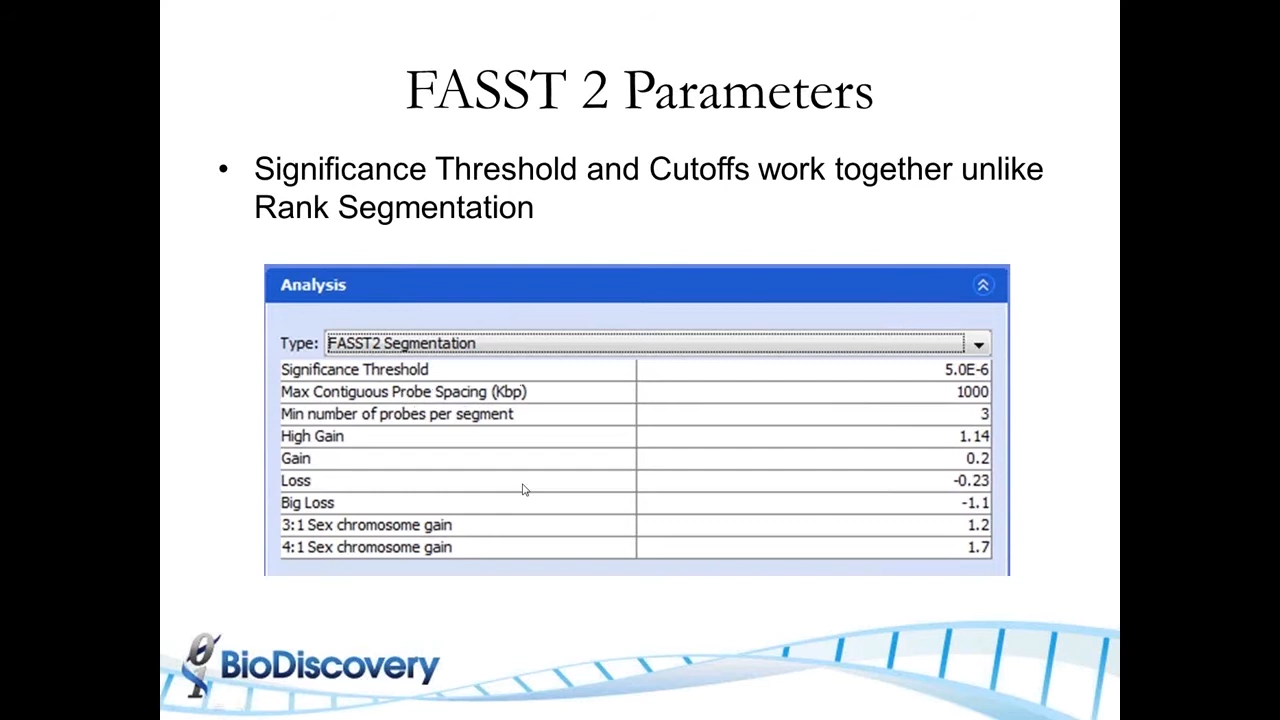 FASST 2 Parameters
• Significance Threshold and Cutoffs work together unlike
Rank Segmentation
Analysis
Type: FASST2 Segmentation
Significance Threshold 5.0E-6
Max Contiguous Probe Spacing (Kbp) 1000
Min number of probes per segment 3
High Gain 1.14
Gain 0.2
Loss -0.23
Big Loss -1.1
3:1 Sex chromosome gain 1.2
4:1 Sex chromosome gain 1.7
BioDiscovery